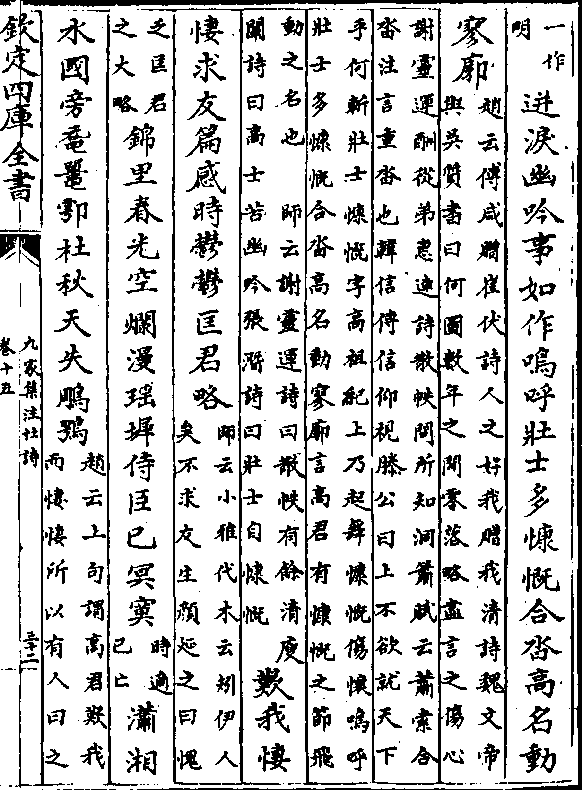 一作
明
迸淚幽吟事如作嗚呼壯士多慷慨合沓高名動
寥廓
趙云傅咸贈崔伏詩人之好我贈我清詩魏文帝
與吳質書曰何圖數年之間零落略盡言之傷心
謝靈運酬從弟惠連詩散帙問所知洞簫賦云蕭索合
沓注言重沓也韓信傳信仰視滕公曰上不欲就天下
乎何斬壯士慷慨字高祖紀上乃起舞慷慨傷懷嗚呼
壯士多慷慨合沓高名動寥廓言高君有慷慨之節飛
動之名也 師云謝靈運詩曰散帙有餘清庾
闡詩曰高士苦幽吟張潛詩曰壯士自慷慨
歎我悽
悽求友篇感時鬱鬱匡君略
師云小雅代木云矧伊人
矣不求友生顏延之曰愧
乏匡君
之大略
錦里春光空爛漫瑤墀侍臣已冥寞
時適
已亡
瀟湘
水國旁黿鼉鄠杜秋天失鵰鶚
趙云上句謂高君歎我
而悽悽所以有人曰之
欽定四庫全書
九家集注杜詩
卷十五
三十二